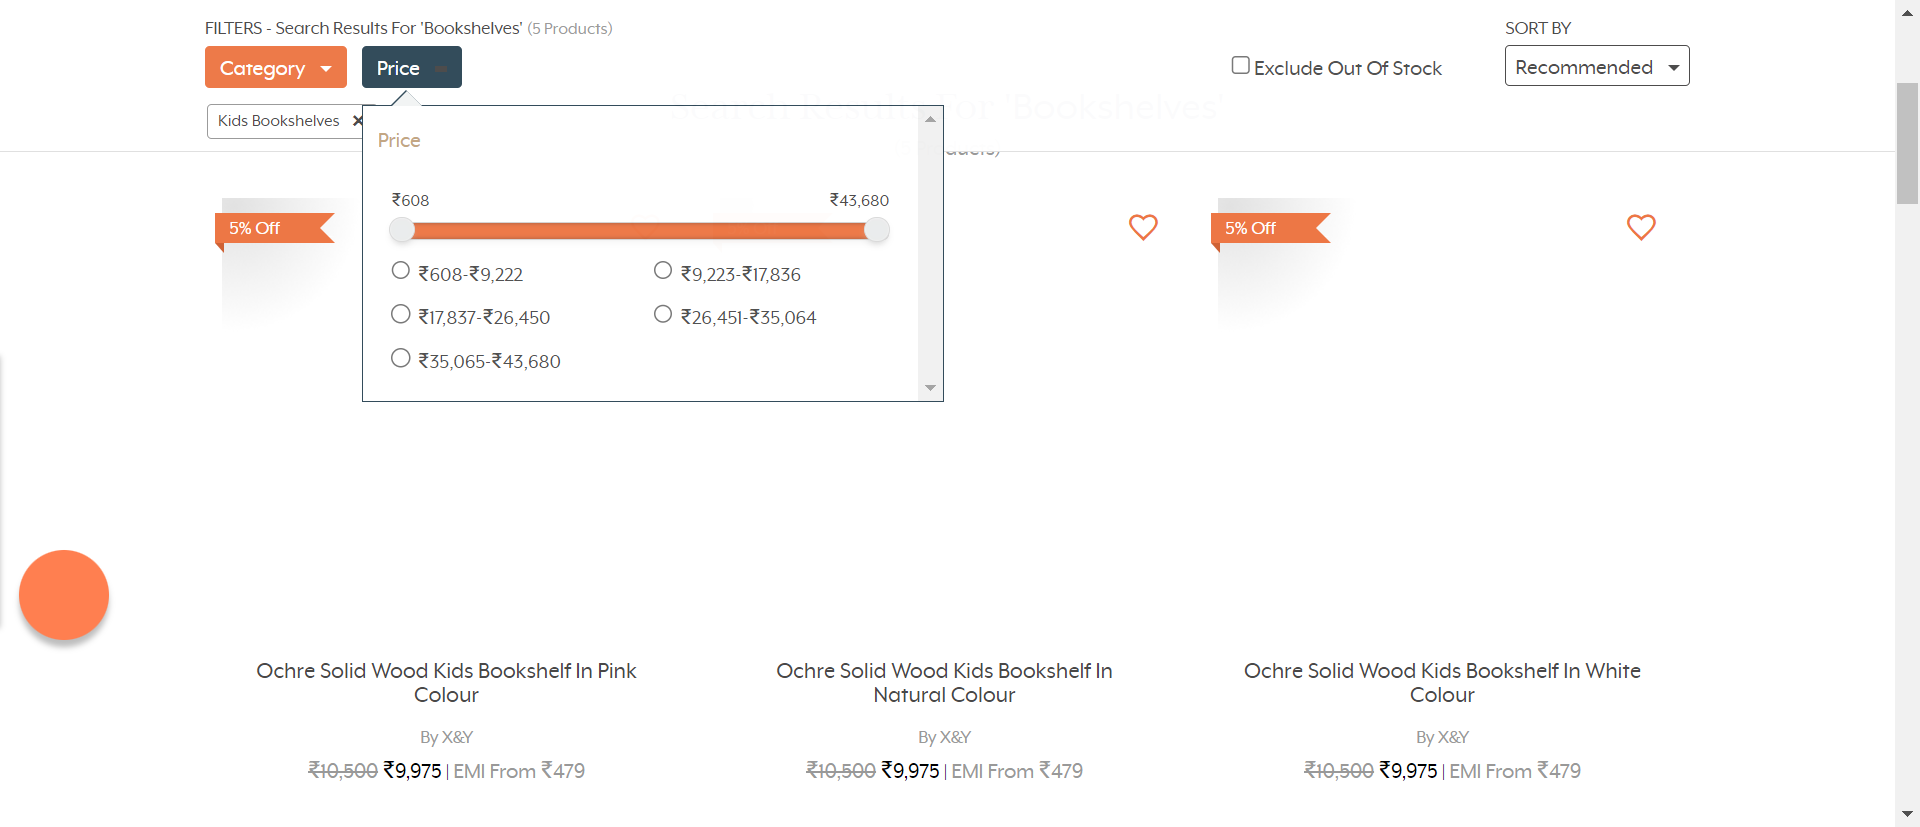 FILTERS - Search Results For 'Bookshelves' (5 Products)
SORT BY
Category
Price
Exclude Out Of Stock
Recommended
Search Results For 'Bookshelves'
Kids Bookshelves ×
Price
₹608
₹43,680
₹608-₹9,222
₹9,223-₹17,836
₹17,837-₹26,450
₹26,451-₹35,064
₹35,065-₹43,680
5% Off
5% Off
Ochre Solid Wood Kids Bookshelf In Pink
Colour
By X&Y
₹10,500 ₹9,975 | EMI From ₹479
Ochre Solid Wood Kids Bookshelf In
Natural Colour
By X&Y
₹10,500 ₹9,975 | EMI From ₹479
Ochre Solid Wood Kids Bookshelf In White
Colour
By X&Y
₹10,500 ₹9,975 | EMI From ₹479